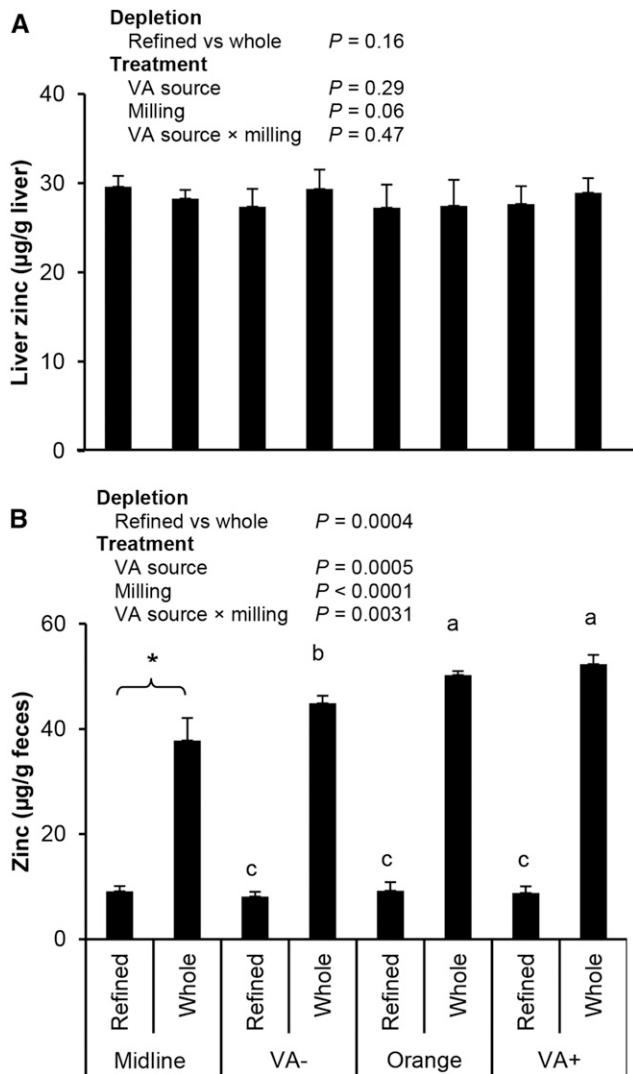 A
Depletion
Refined vs whole P = 0.16
Treatment
VA source P = 0.29
Milling P = 0.06
VA source × milling P = 0.47
Liver zinc (µg/g liver)
40
30
20
10
0
B
Depletion
Refined vs whole P = 0.0004
Treatment
VA source P = 0.0005
Milling P < 0.0001
VA source × milling P = 0.0031
Zinc (µg/g feces)
60
40
20
0
*
c
b
c
a
c
a
Refined Whole Refined Whole Refined Whole Refined Whole
Midline VA- Orange VA+